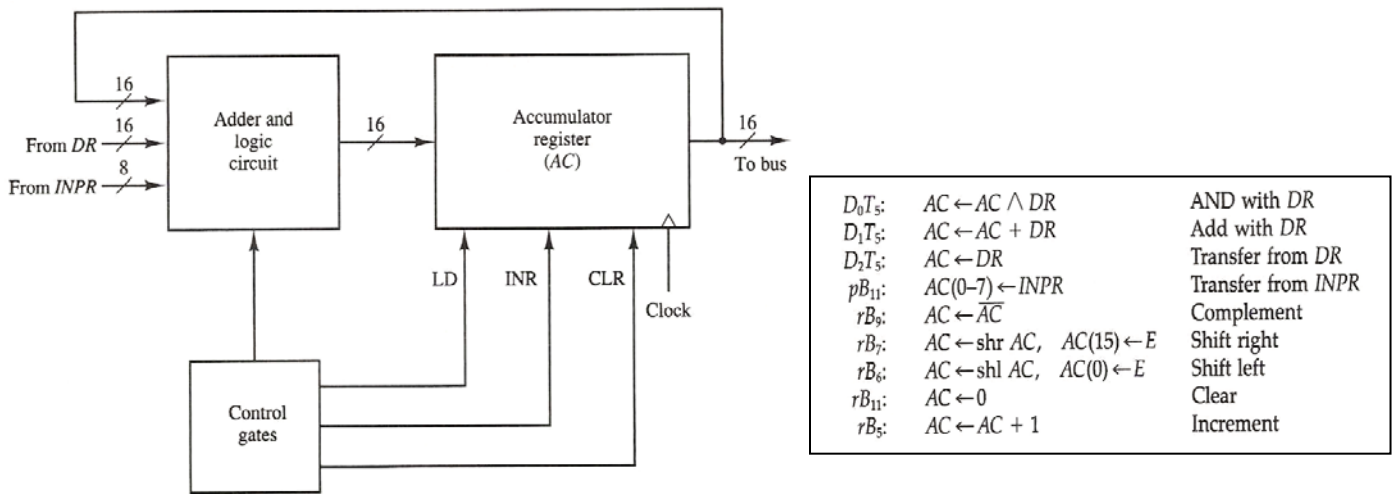 16
16
From DR
8
From INPR
Adder and
logic
circuit
16
Accumulator
register
(AC)
16
To bus
LD
INR
CLR
Clock
Control
gates
D₀T₅: AC ← AC ∧ DR AND with DR
D₁T₅: AC ← AC + DR Add with DR
D₂T₅: AC ← DR Transfer from DR
pB₁₁: AC(0–7) ← INPR Transfer from INPR
rB₉: AC ← A̅C̅ Complement
rB₇: AC ← shr AC, AC(15) ← E Shift right
rB₆: AC ← shl AC, AC(0) ← E Shift left
rB₁₁: AC ← 0 Clear
rB₅: AC ← AC + 1 Increment